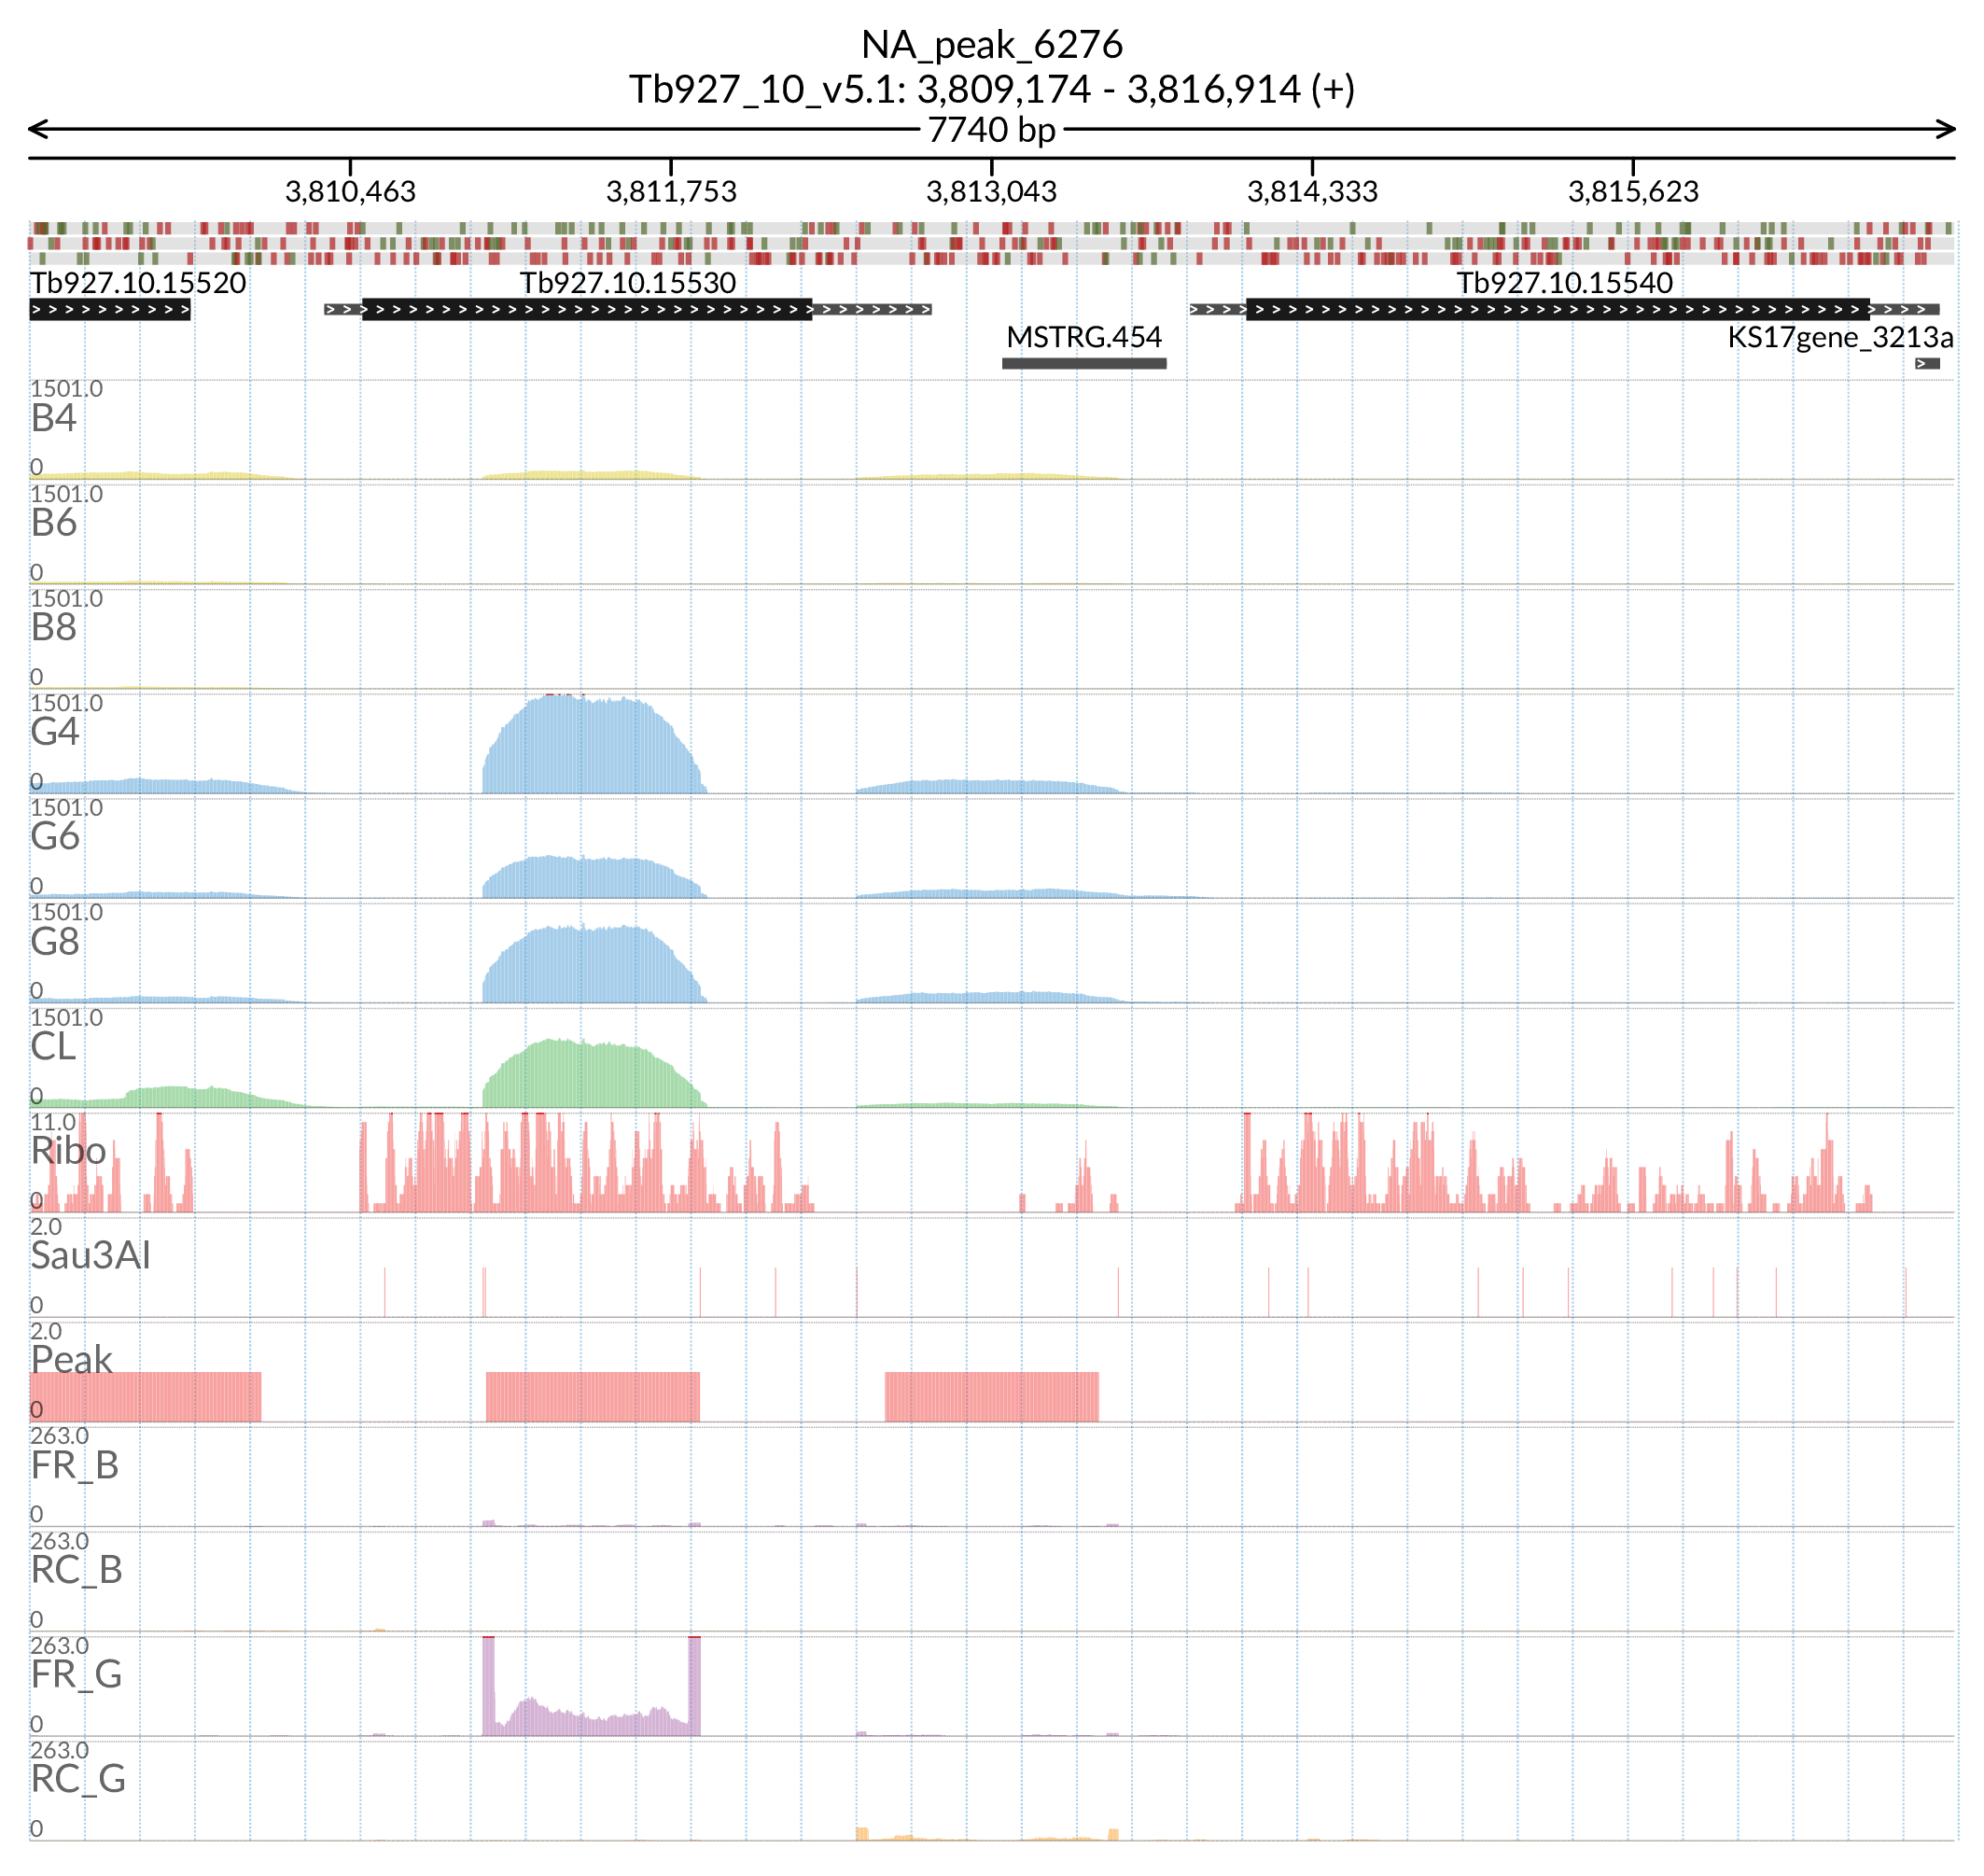 NA_peak_6276
Tb927_10_v5.1: 3,809,174 - 3,816,914 (+)
7740 bp
3,810,463 3,811,753 3,813,043 3,814,333 3,815,623
Tb927.10.15520 Tb927.10.15530 Tb927.10.15540
MSTRG.454 KS17gene_3213a
1501.0
B4
0
1501.0
B6
0
1501.0
B8
0
1501.0
G4
0
1501.0
G6
0
1501.0
G8
0
1501.0
CL
0
11.0
Ribo
0
2.0
Sau3AI
0
2.0
Peak
0
263.0
FR_B
0
263.0
RC_B
0
263.0
FR_G
0
263.0
RC_G
0